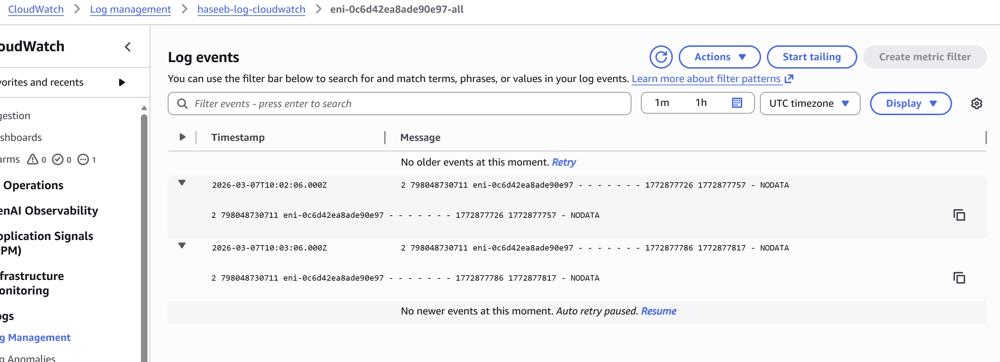 CloudWatch > Log management > haseeb-log-cloudwatch > eni-0c6d42ea8ade90e97-all
oudWatch
vorites and recents
gestion
shboards
arms 0 0 1
Operations
enAI Observability
pplication Signals
PM)
frastructure
onitoring
ogs
g Management
g Anomalies
Log events
Actions
Start tailing
Create metric filter
You can use the filter bar below to search for and match terms, phrases, or values in your log events. Learn more about filter patterns
Filter events - press enter to search
1m 1h
UTC timezone
Display
Timestamp Message
No older events at this moment. Retry
2026-03-07T10:02:06.000Z 2 798048730711 eni-0c6d42ea8ade90e97 - - - - - - - 1772877726 1772877757 - NODATA
2 798048730711 eni-0c6d42ea8ade90e97 - - - - - - - 1772877726 1772877757 - NODATA
2026-03-07T10:03:06.000Z 2 798048730711 eni-0c6d42ea8ade90e97 - - - - - - - 1772877786 1772877817 - NODATA
2 798048730711 eni-0c6d42ea8ade90e97 - - - - - - - 1772877786 1772877817 - NODATA
No newer events at this moment. Auto retry paused. Resume